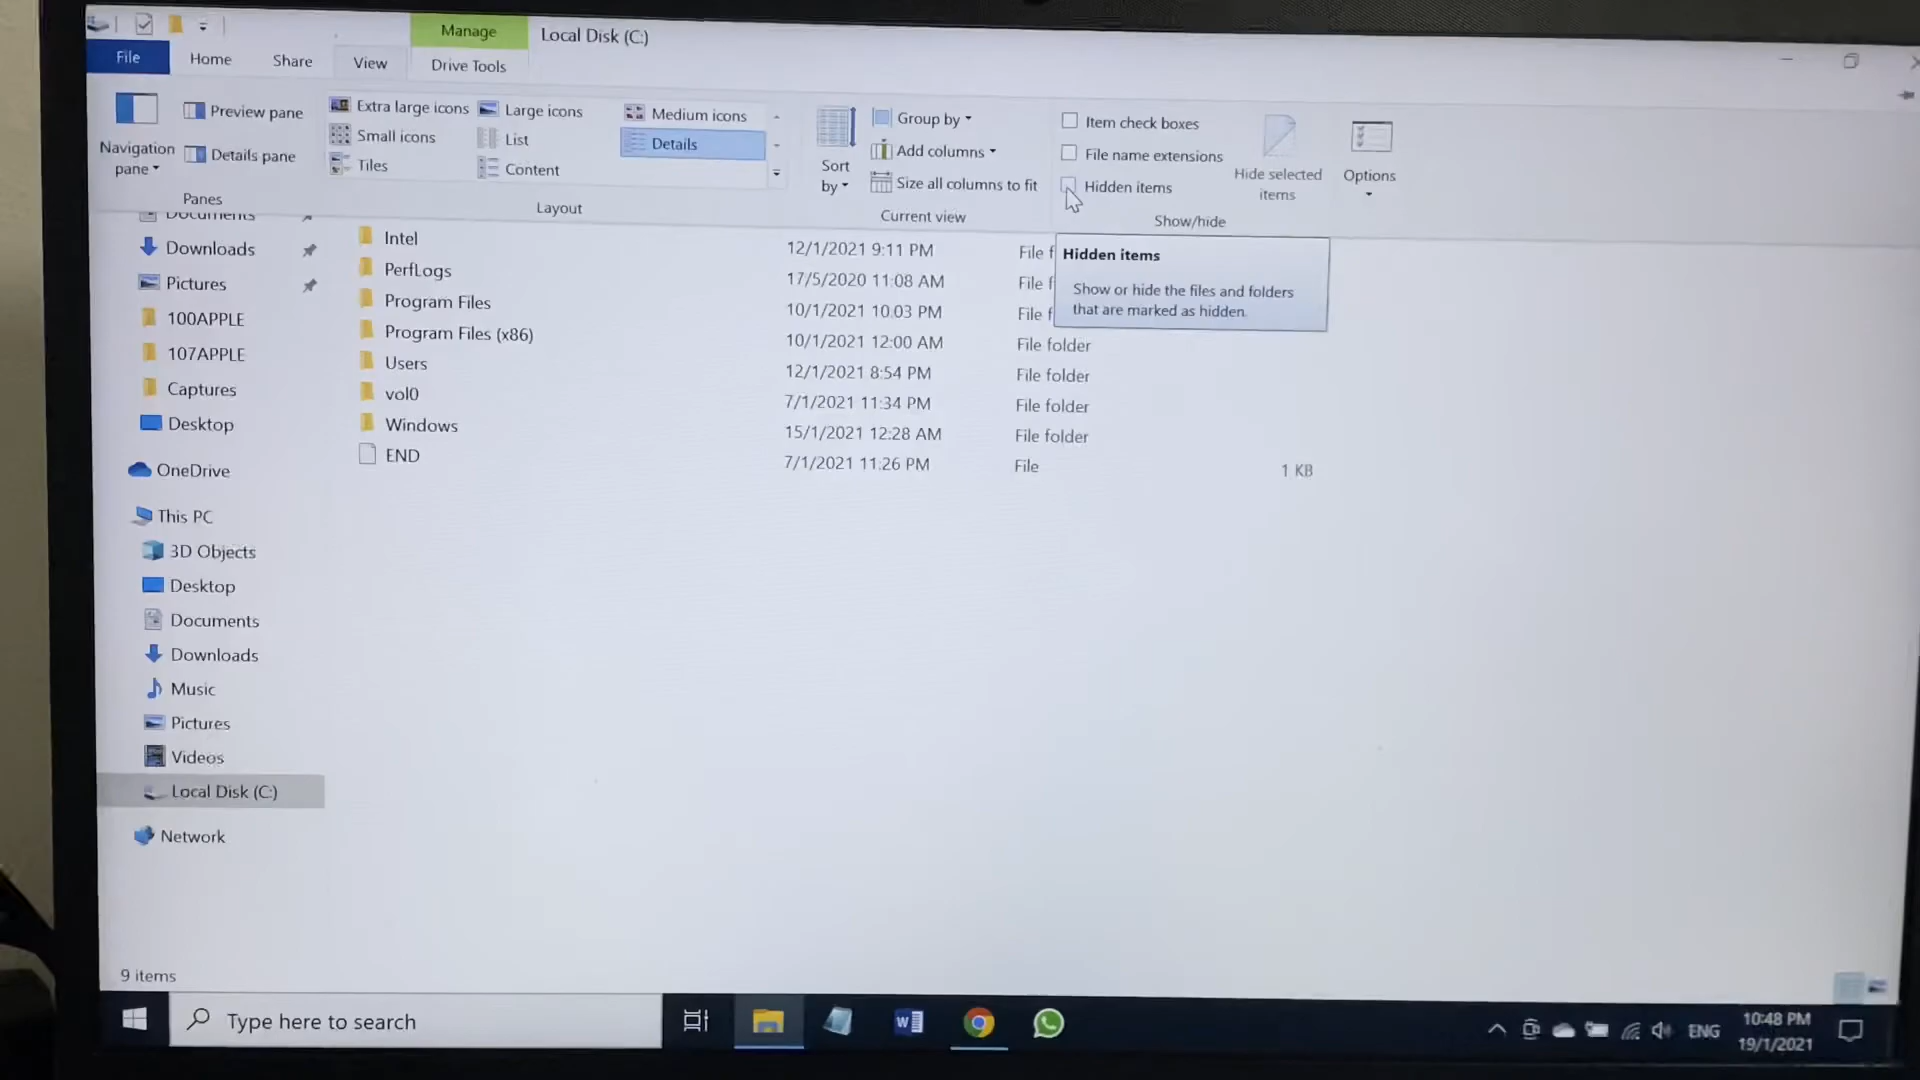 Manage
Local Disk (C:)
File
Home
Share
View
Drive Tools
Navigation pane
Preview pane
Details pane
Panes
Extra large icons
Large icons
Medium icons
Small icons
List
Details
Tiles
Content
Layout
Sort by
Group by
Add columns
Size all columns to fit
Current view
Item check boxes
File name extensions
Hidden items
Hide selected items
Options
Show/hide
Hidden items
Show or hide the files and folders
that are marked as hidden.
Documents
Downloads
Pictures
100APPLE
107APPLE
Captures
Desktop
OneDrive
This PC
3D Objects
Desktop
Documents
Downloads
Music
Pictures
Videos
Local Disk (C:)
Network
Intel 12/1/2021 9:11 PM File f
PerfLogs 17/5/2020 11:08 AM File f
Program Files 10/1/2021 10:03 PM File f
Program Files (x86) 10/1/2021 12:00 AM File folder
Users 12/1/2021 8:54 PM File folder
vol0 7/1/2021 11:34 PM File folder
Windows 15/1/2021 12:28 AM File folder
END 7/1/2021 11:26 PM File 1 KB
9 items
Type here to search
ENG
10:48 PM
19/1/2021